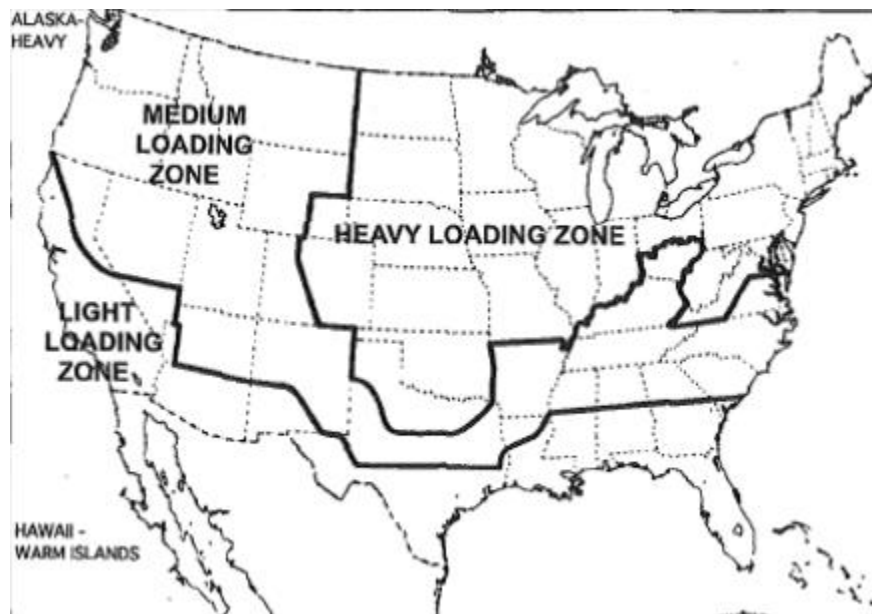 ALASKA-
HEAVY
MEDIUM
LOADING
ZONE
HEAVY LOADING ZONE
LIGHT
LOADING
ZONE
HAWAII -
WARM ISLANDS